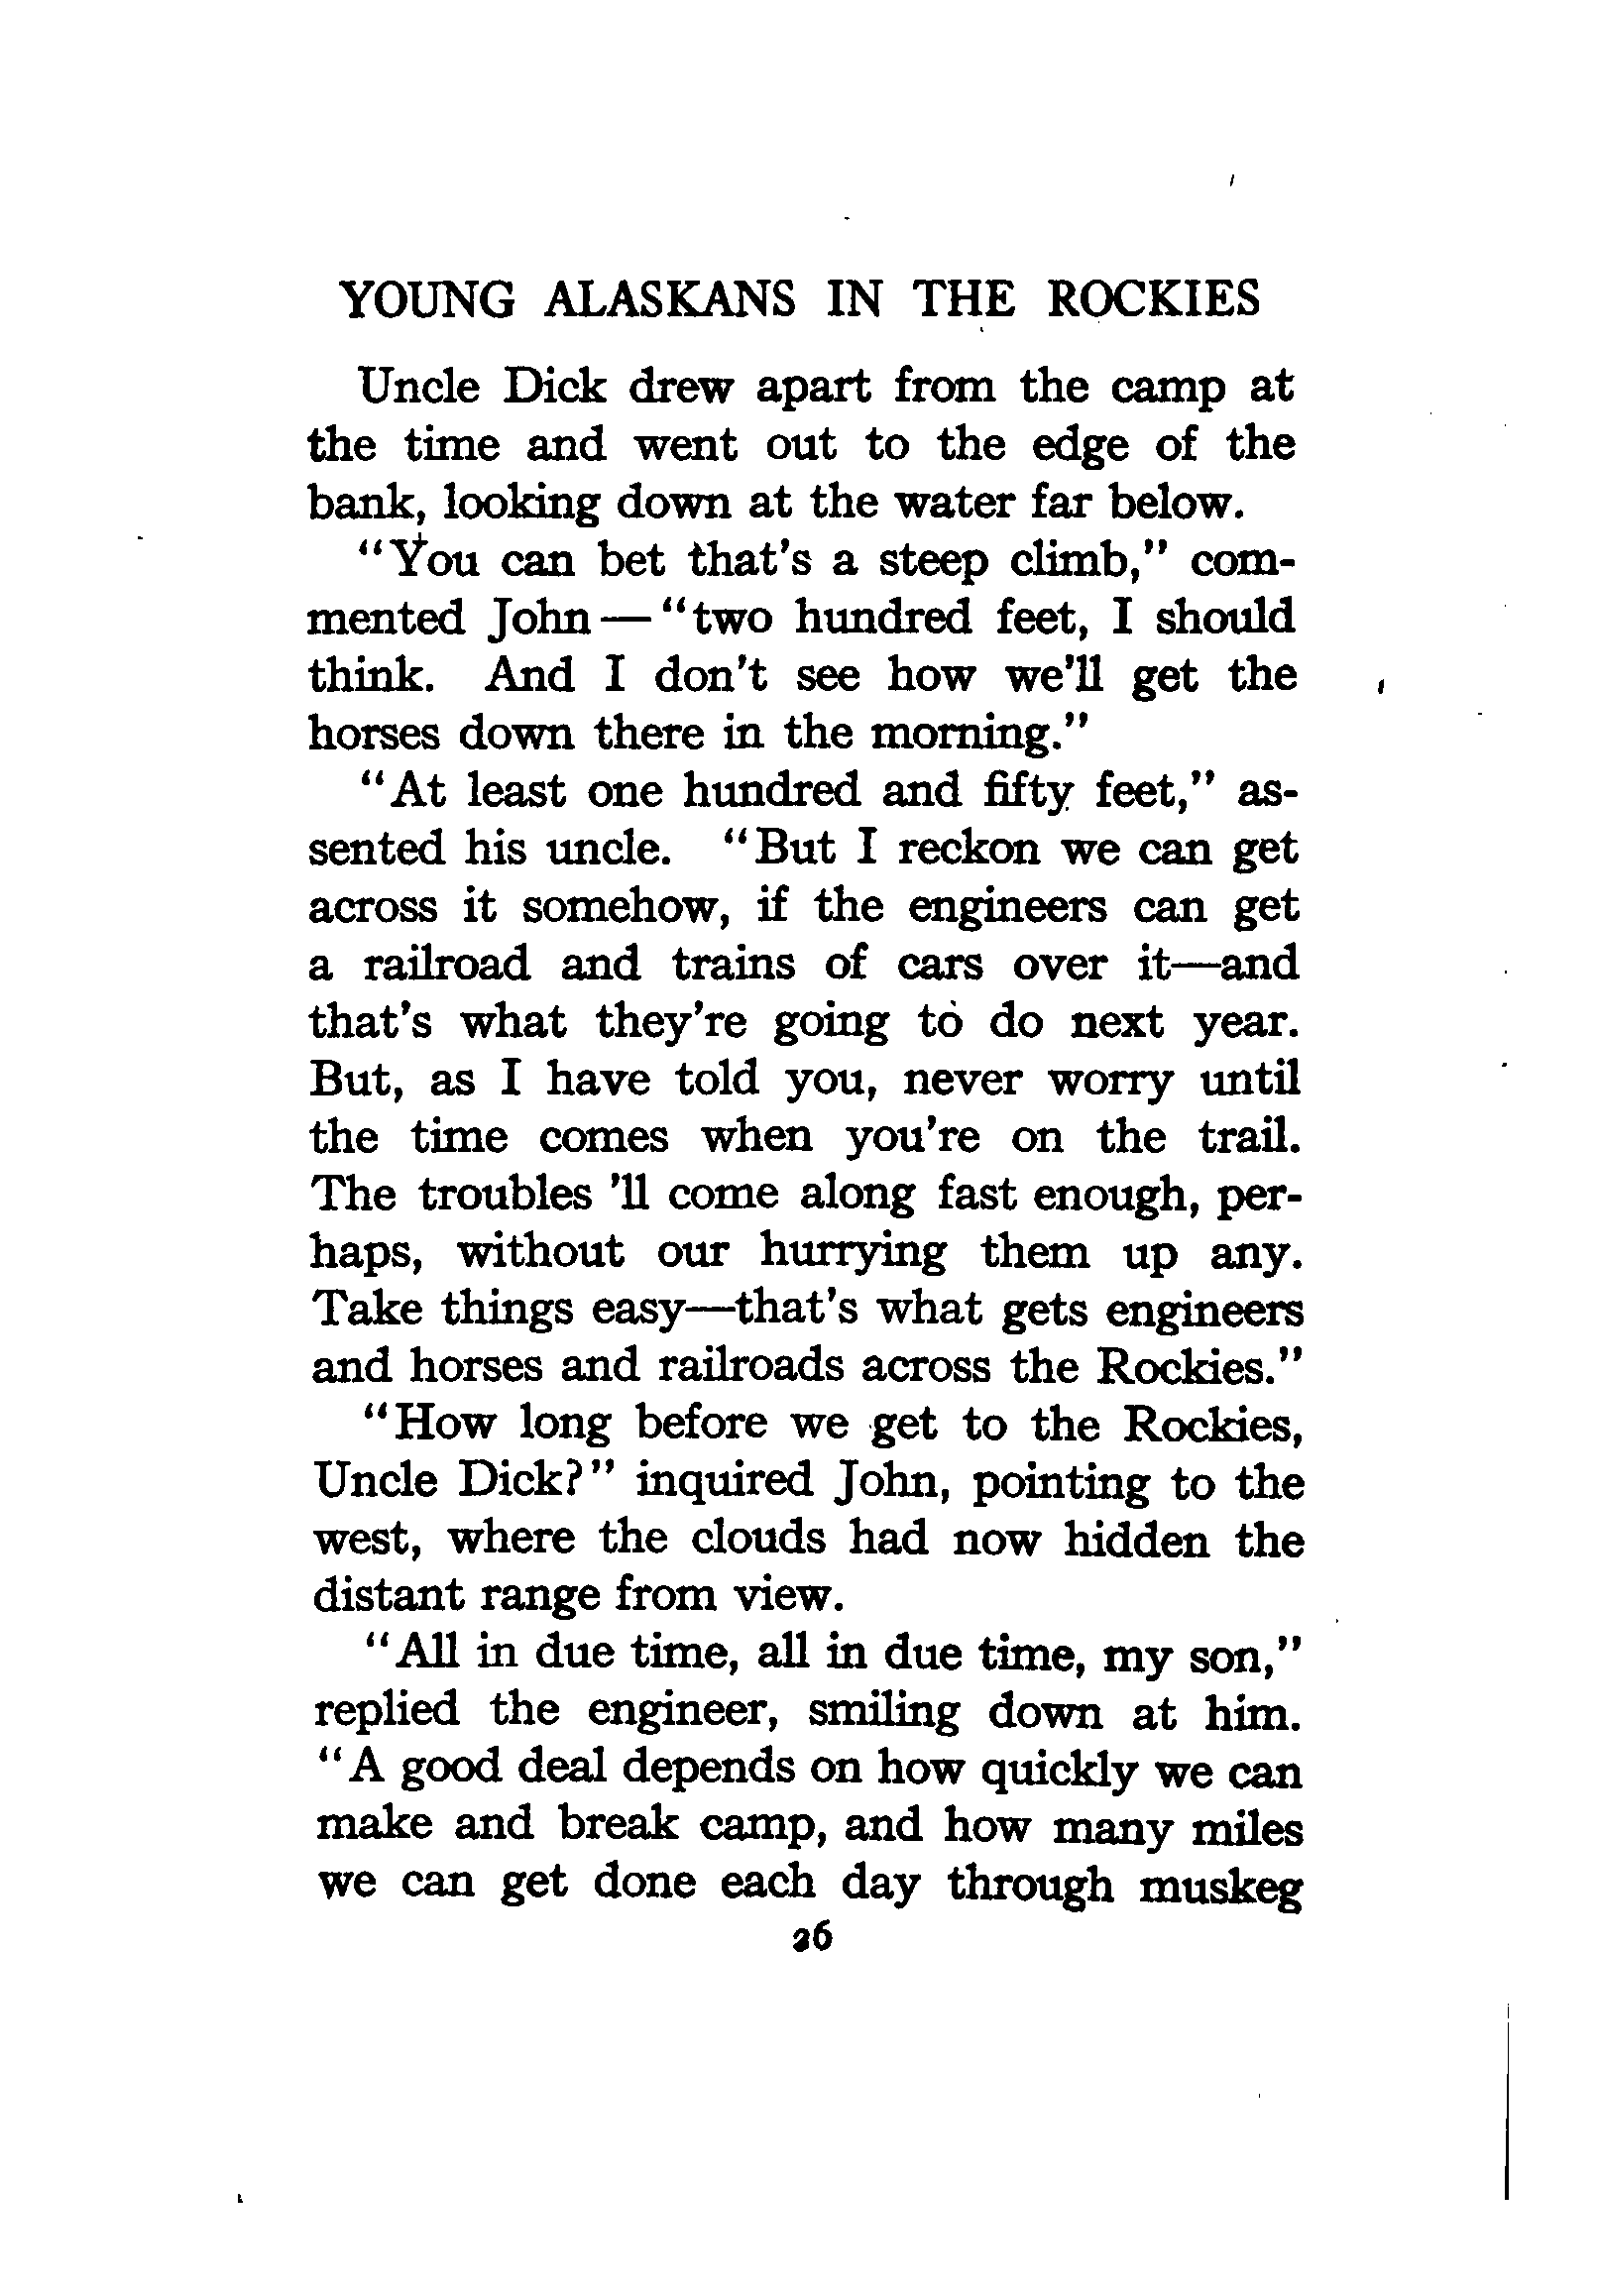 YOUNG ALASKANS IN THE ROCKIES
Uncle Dick drew apart from the camp at
the time and went out to the edge of the
bank, looking down at the water far below.
"You can bet that's a steep climb," com-
mented John—"two hundred feet, I should
think. And I don't see how we'll get the
horses down there in the morning."
"At least one hundred and fifty feet," as-
sented his uncle. "But I reckon we can get
across it somehow, if the engineers can get
a railroad and trains of cars over it—and
that's what they're going to do next year.
But, as I have told you, never worry until
the time comes when you're on the trail.
The troubles 'll come along fast enough, per-
haps, without our hurrying them up any.
Take things easy—that's what gets engineers
and horses and railroads across the Rockies."
"How long before we get to the Rockies,
Uncle Dick?" inquired John, pointing to the
west, where the clouds had now hidden the
distant range from view.
"All in due time, all in due time, my son,"
replied the engineer, smiling down at him.
"A good deal depends on how quickly we can
make and break camp, and how many miles
we can get done each day through muskeg
26